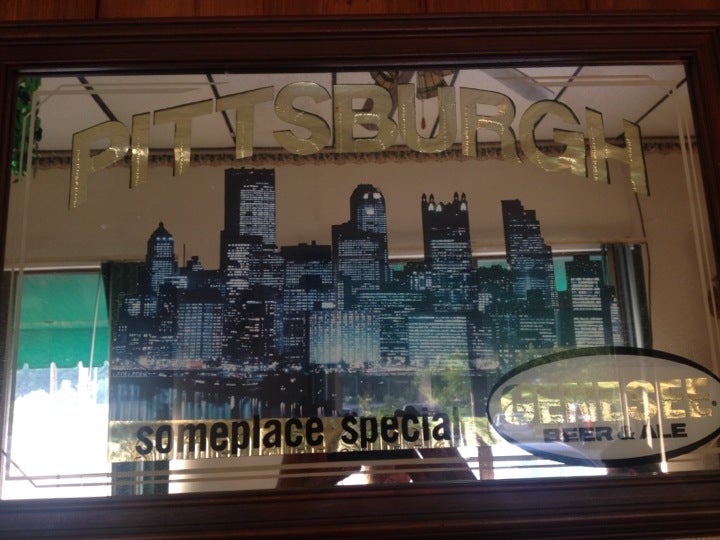 PITTSBURGH
someplace special
GENESEE
BEER & ALE